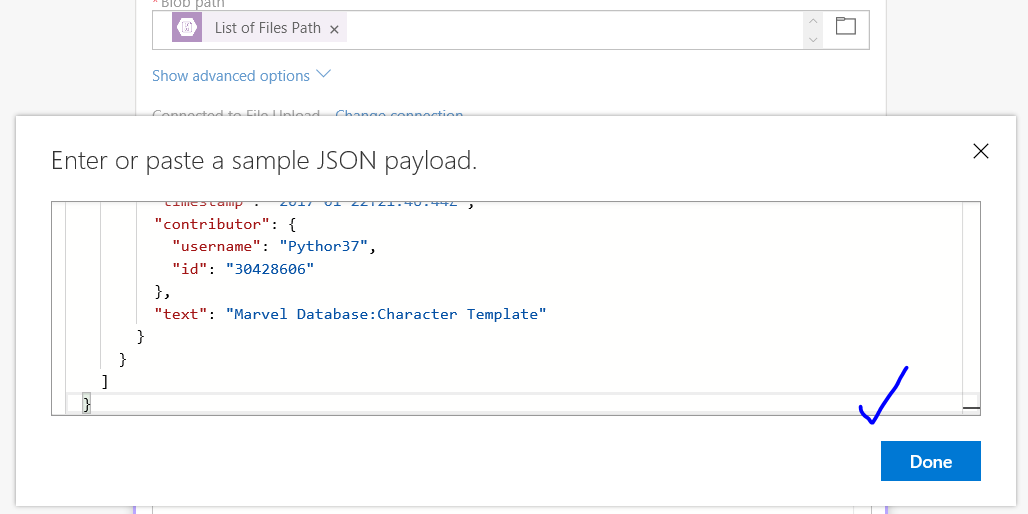 * Blob path
List of Files Path ×
Show advanced options
Connected to File Upload. Change connection.
Enter or paste a sample JSON payload.
"timestamp": "2017-01-22T21:46:44Z",
"contributor": {
"username": "Pythor37",
"id": "30428606"
},
"text": "Marvel Database:Character Template"
}
}
]
}
Done